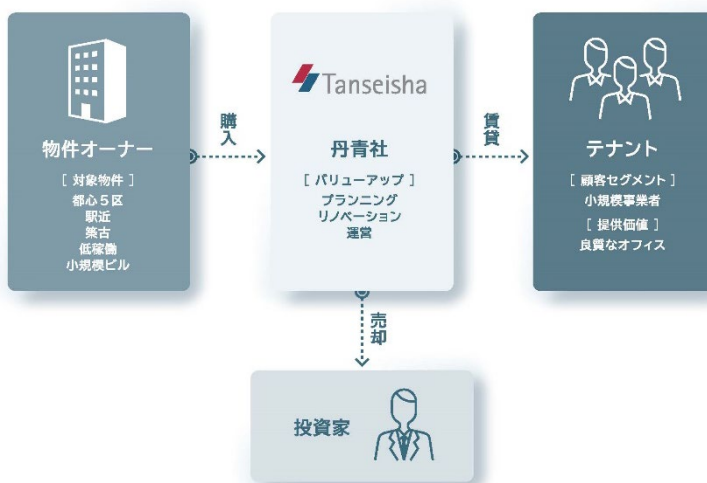 物件オーナー
[ 対象物件 ]
都心5区
駅近
築古
低稼働
小規模ビル
購入
Tanseisha
丹青社
[ バリューアップ ]
プランニング
リノベーション
運営
賃貸
テナント
[ 顧客セグメント ]
小規模事業者
[ 提供価値 ]
良質なオフィス
売却
投資家